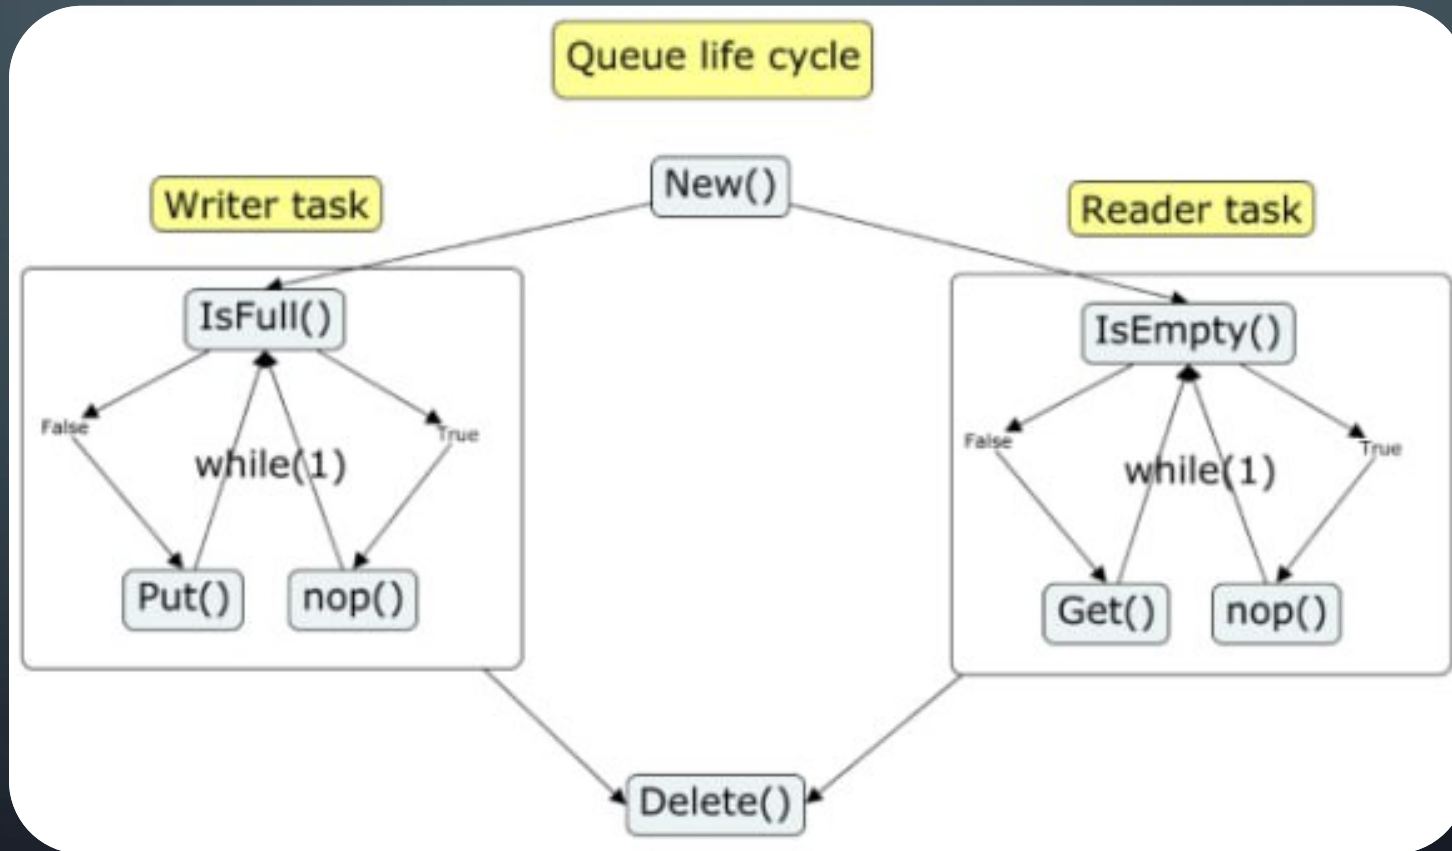 Queue life cycle
New()
Writer task
Reader task
IsFull()
False
True
while(1)
Put()
nop()
IsEmpty()
False
True
while(1)
Get()
nop()
Delete()